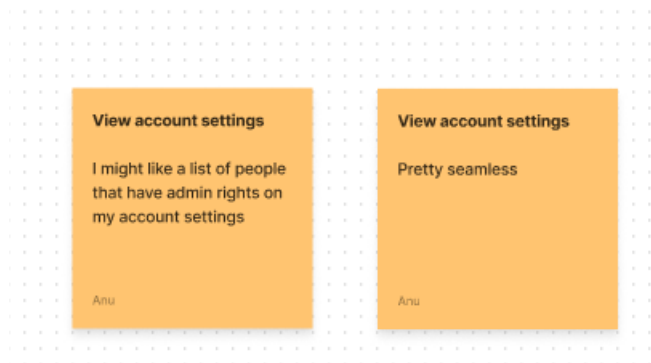 View account settings
I might like a list of people
that have admin rights on
my account settings
Anu
View account settings
Pretty seamless
Anu